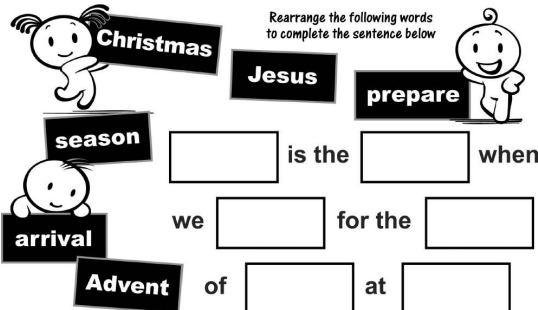 Rearrange the following words
to complete the sentence below
Christmas
Jesus
prepare
season
is the when
we for the
arrival
Advent
of at